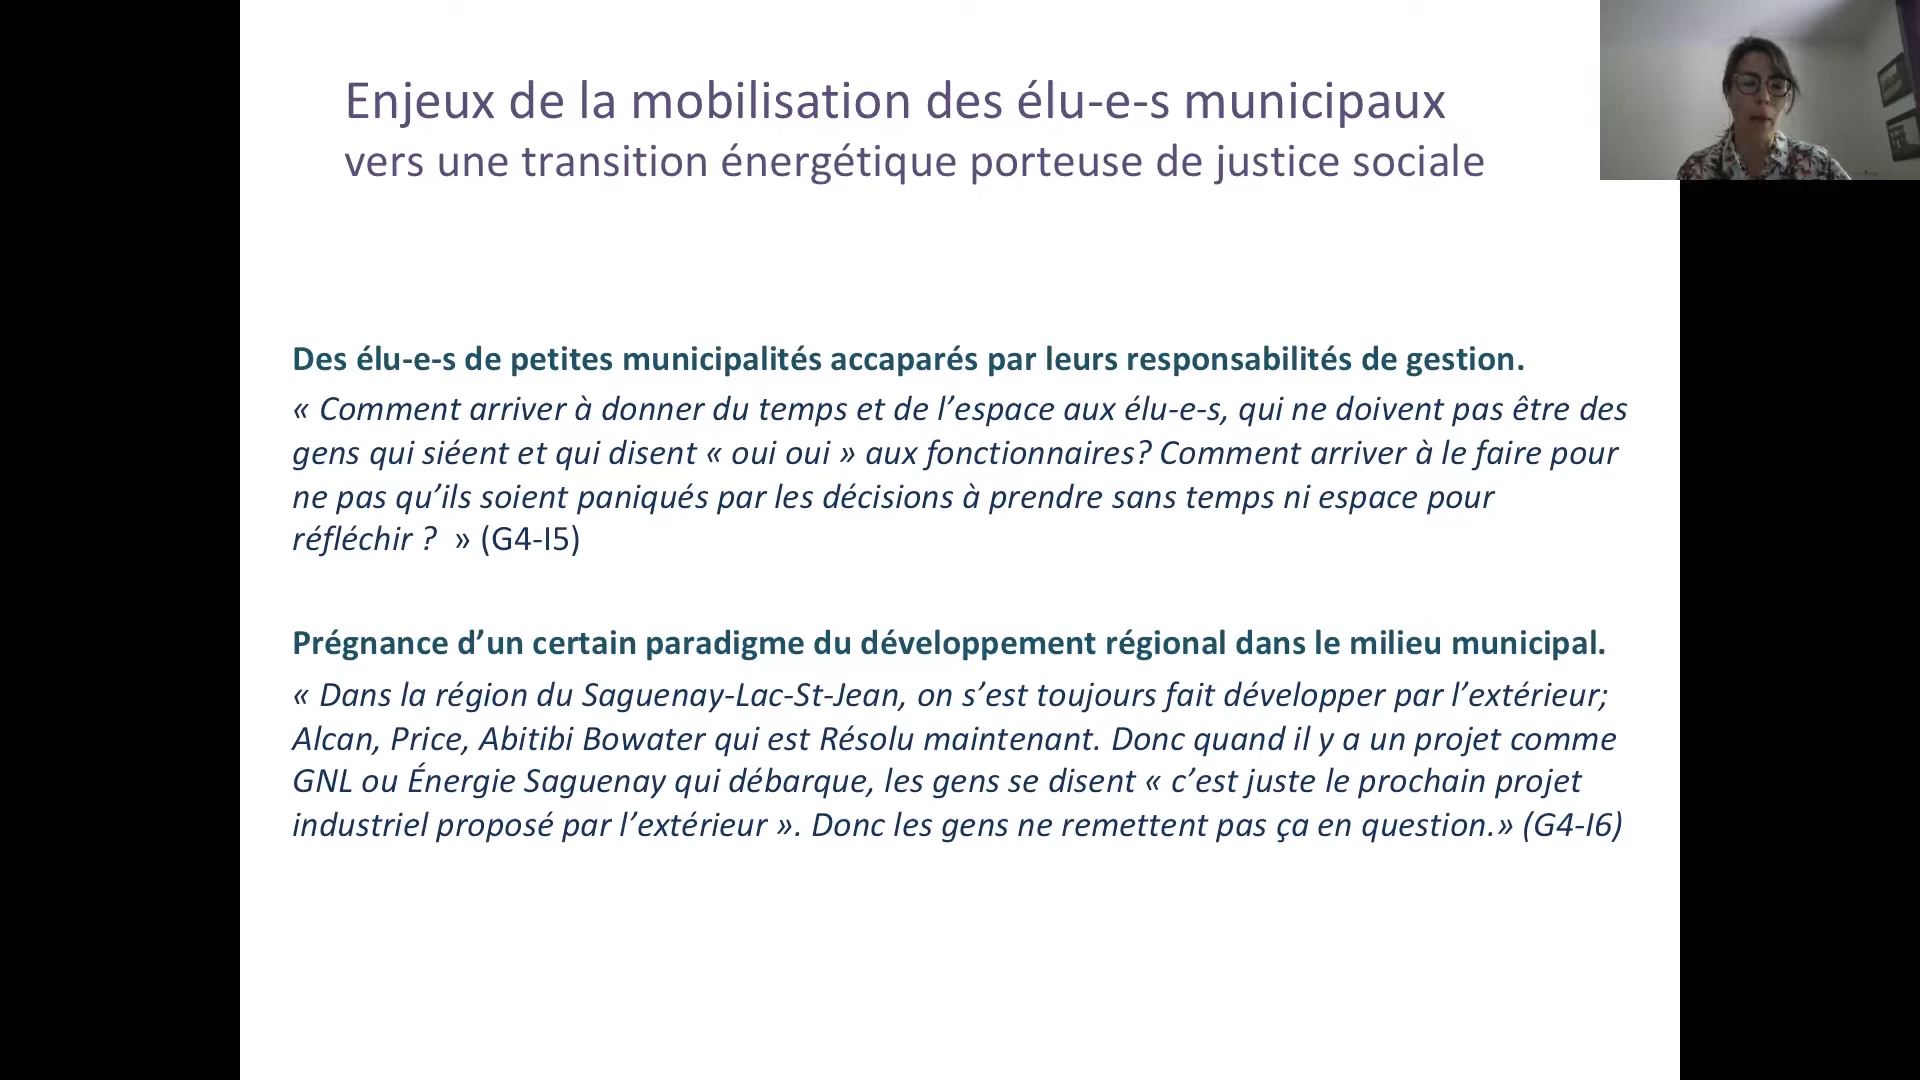 Enjeux de la mobilisation des élu-e-s municipaux
vers une transition énergétique porteuse de justice sociale
Des élu-e-s de petites municipalités accaparés par leurs responsabilités de gestion.
« Comment arriver à donner du temps et de l’espace aux élu-e-s, qui ne doivent pas être des
gens qui siéent et qui disent « oui oui » aux fonctionnaires? Comment arriver à le faire pour
ne pas qu’ils soient paniqués par les décisions à prendre sans temps ni espace pour
réfléchir ?  » (G4-I5)
Prégnance d’un certain paradigme du développement régional dans le milieu municipal.
« Dans la région du Saguenay-Lac-St-Jean, on s’est toujours fait développer par l’extérieur;
Alcan, Price, Abitibi Bowater qui est Résolu maintenant. Donc quand il y a un projet comme
GNL ou Énergie Saguenay qui débarque, les gens se disent « c’est juste le prochain projet
industriel proposé par l’extérieur ». Donc les gens ne remettent pas ça en question.» (G4-I6)